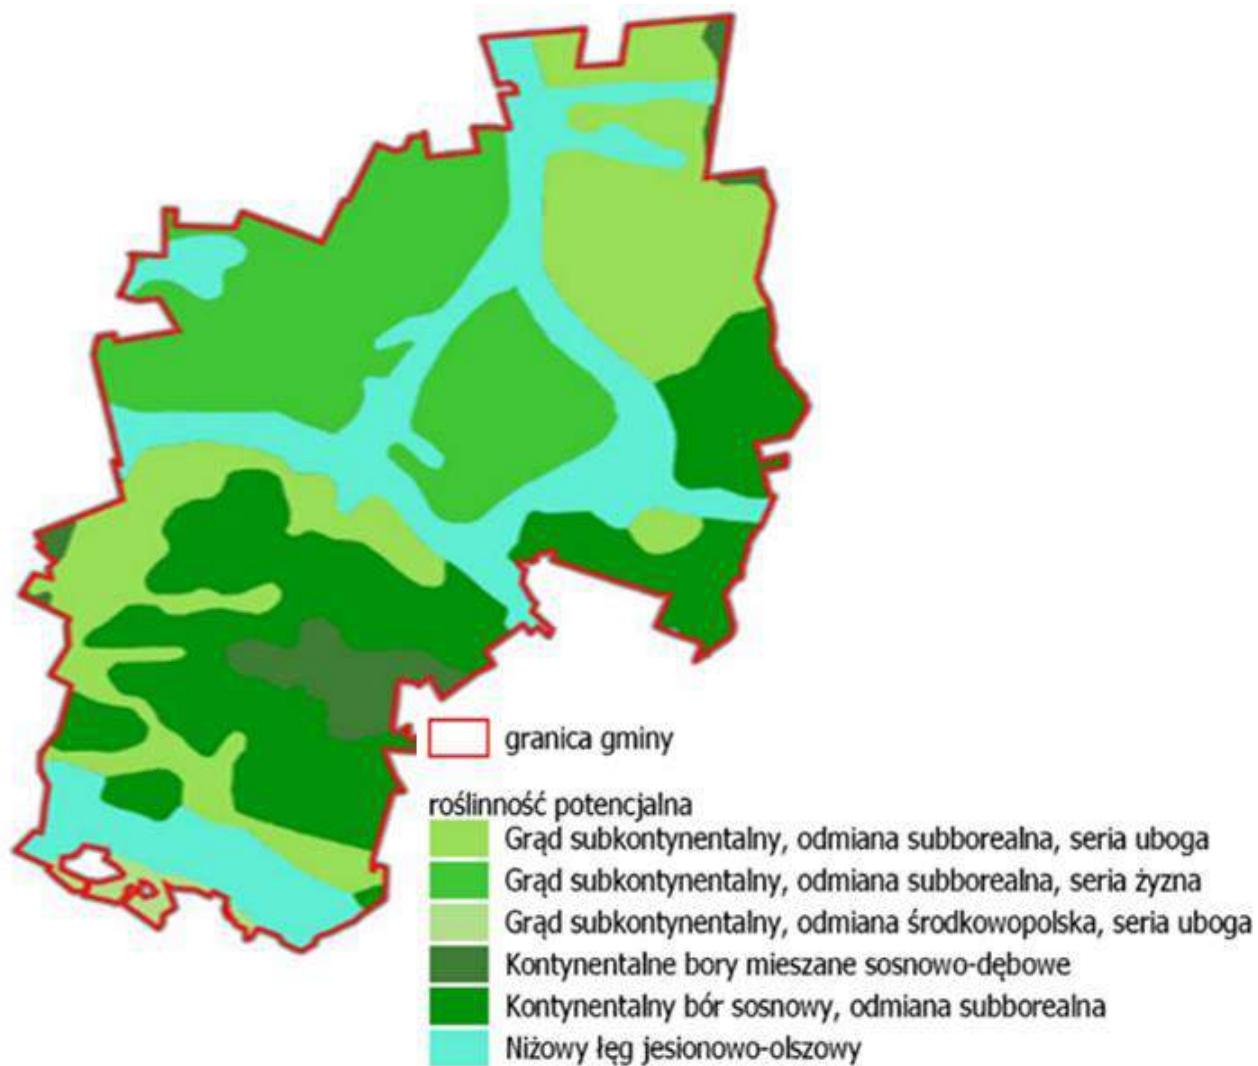 granica gminy
roślinność potencjalna
Grąd subkontynentalny, odmiana subborealna, seria uboga
Grąd subkontynentalny, odmiana subborealna, seria żyzna
Grąd subkontynentalny, odmiana środkowopolska, seria uboga
Kontynentalne bory mieszane sosnowo-dębowe
Kontynentalny bór sosnowy, odmiana subborealna
Niżowy łęg jesionowo-olszowy